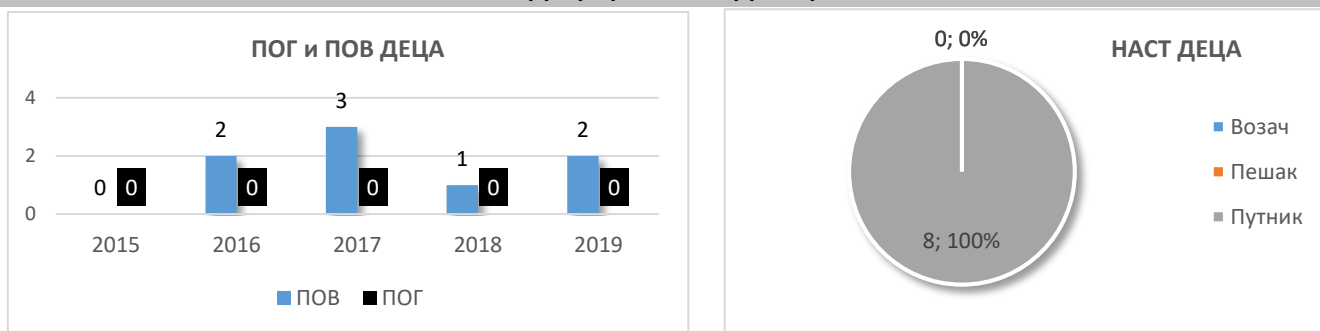 ПОГ и ПОВ ДЕЦА
4
2
0
0 0
2 0
3 0
1 0
2 0
2015 2016 2017 2018 2019
ПОВ ПОГ
НАСТ ДЕЦА
0; 0%
8; 100%
Возач
Пешак
Путник